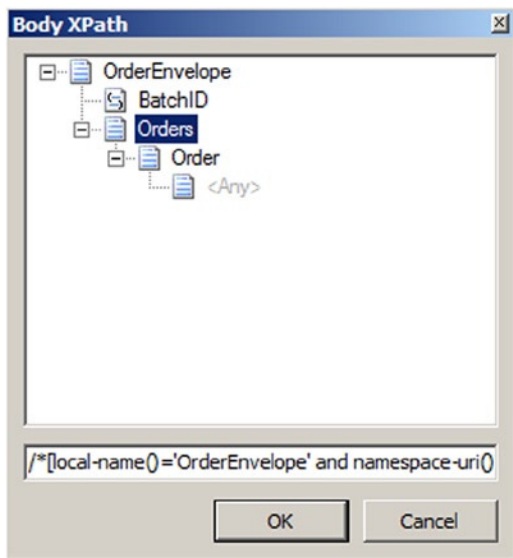 Body XPath
OrderEnvelope
BatchID
Orders
Order
<Any>
/*[local-name()='OrderEnvelope' and namespace-uri()
OK
Cancel